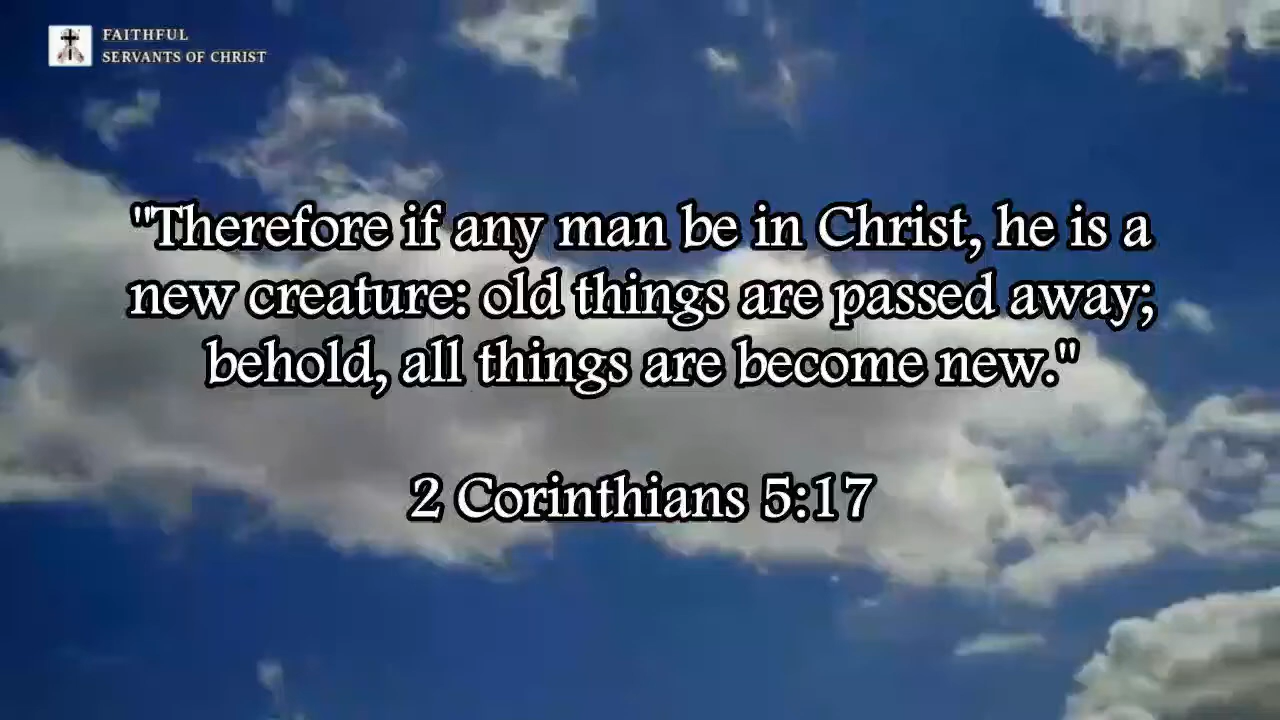 FAITHFUL
SERVANTS OF CHRIST
"Therefore if any man be in Christ, he is a
new creature: old things are passed away;
behold, all things are become new."
2 Corinthians 5:17